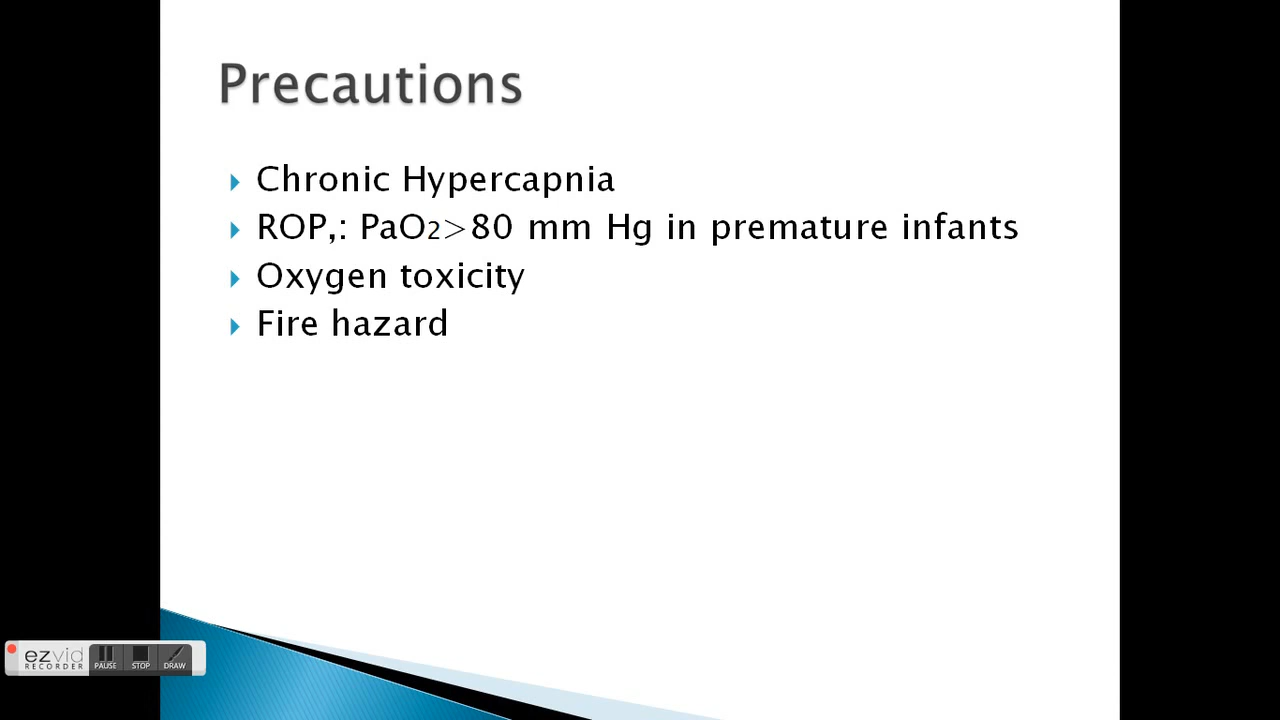 Precautions
Chronic Hypercapnia
ROP,: PaO2>80 mm Hg in premature infants
Oxygen toxicity
Fire hazard
ezvid
RECORDER
PAUSE STOP DRAW